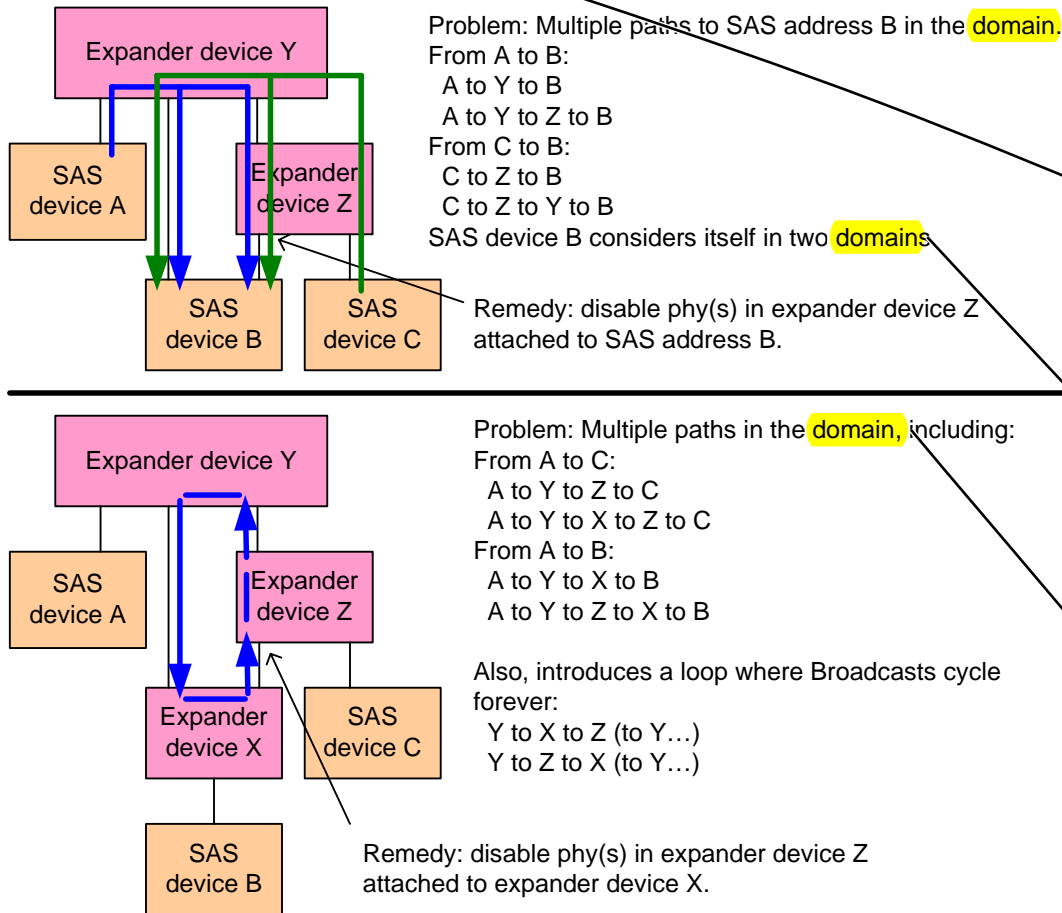 Expander device Y
SAS
device A
Expander
device Z
SAS
device B
SAS
device C
Problem: Multiple paths to SAS address B in the domain.
From A to B:
A to Y to B
A to Y to Z to B
From C to B:
C to Z to B
C to Z to Y to B
SAS device B considers itself in two domains
Remedy: disable phy(s) in expander device Z
attached to SAS address B.
Expander device Y
SAS
device A
Expander
device Z
Expander
device X
SAS
device C
SAS
device B
Problem: Multiple paths in the domain, including:
From A to C:
A to Y to Z to C
A to Y to X to Z to C
From A to B:
A to Y to X to B
A to Y to Z to X to B
Also, introduces a loop where Broadcasts cycle
forever:
Y to X to Z (to Y…)
Y to Z to X (to Y…)
Remedy: disable phy(s) in expander device Z
attached to expander device X.